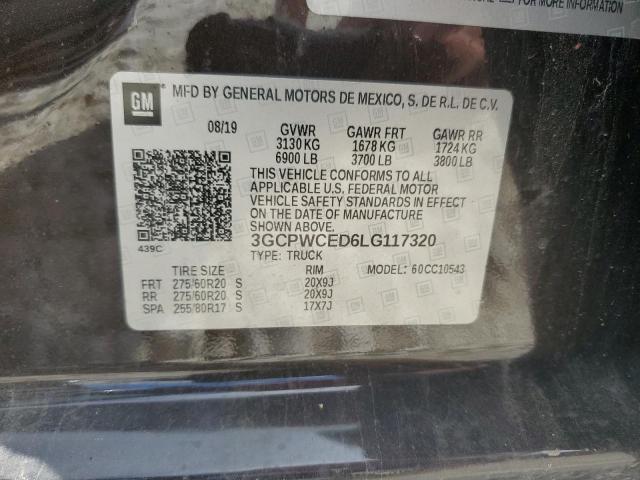 FOR MORE INFORMATION
GM
MFD BY GENERAL MOTORS DE MEXICO, S. DE R.L. DE C.V.
08/19 GVWR GAWR FRT GAWR RR
3130 KG 1678 KG 1724 KG
6900 LB 3700 LB 3800 LB
THIS VEHICLE CONFORMS TO ALL
APPLICABLE U.S. FEDERAL MOTOR
VEHICLE SAFETY STANDARDS IN EFFECT
ON THE DATE OF MANUFACTURE
SHOWN ABOVE.
439C 3GCPWCED6LG117320
TYPE: TRUCK MODEL: 60CC10543
TIRE SIZE RIM
FRT 275/60R20 S 20X9J
RR 275/60R20 S 20X9J
SPA 255/80R17 S 17X7J